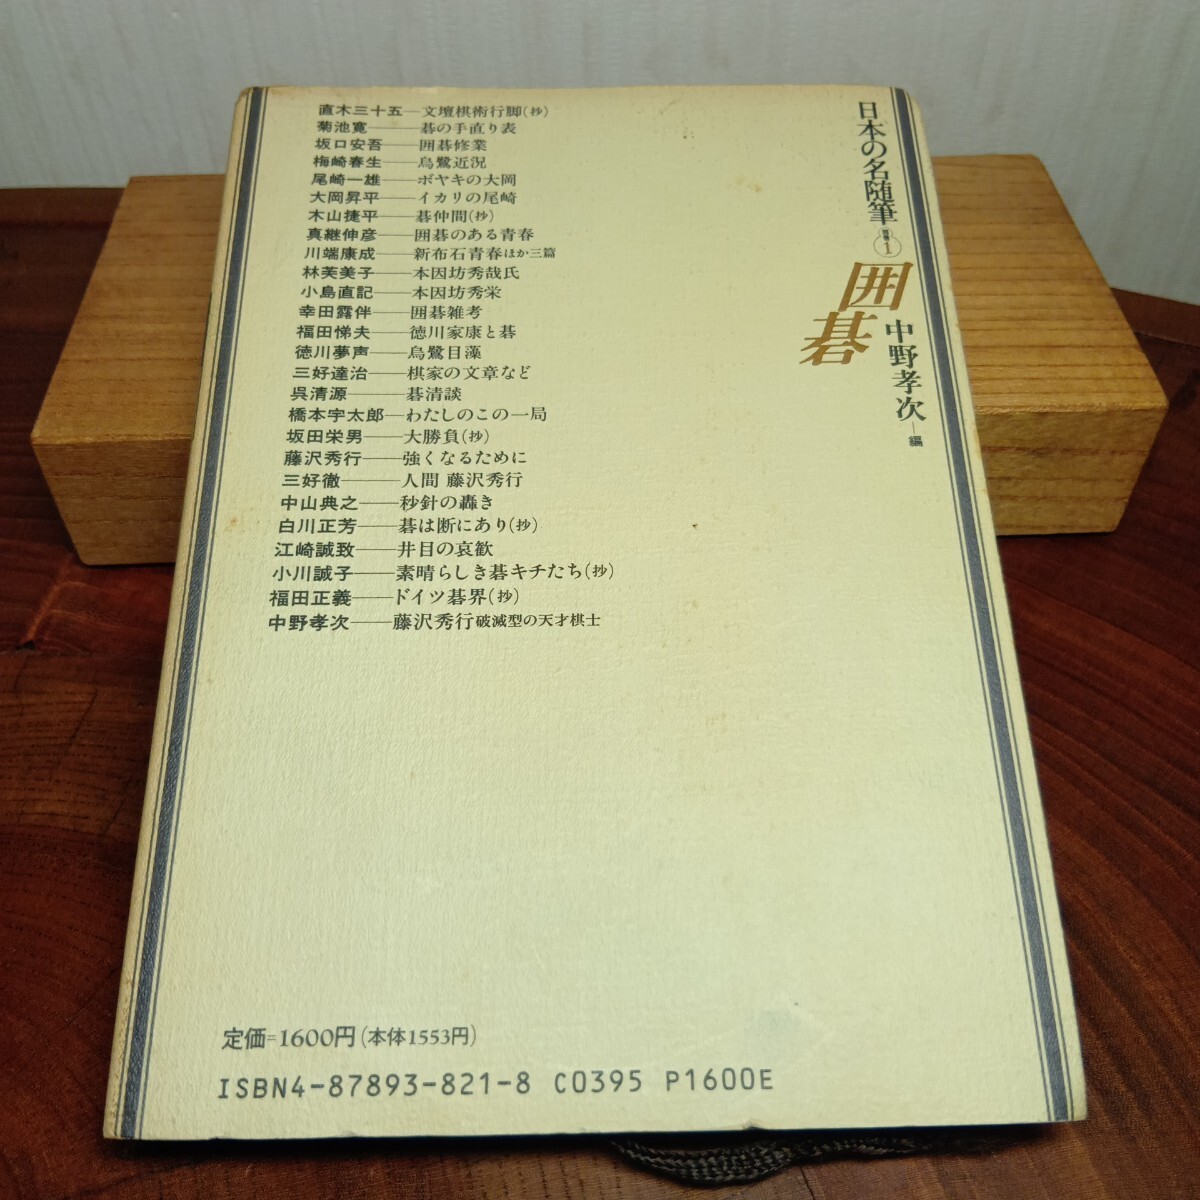 日本の名随筆 別巻1
囲碁
中野孝次―編
直木三十五―文壇棋術行脚(抄)
菊池寛―碁の手直り表
坂口安吾―囲碁修業
梅崎春生―烏鷺近況
尾崎一雄―ボヤキの大岡
大岡昇平―イカリの尾崎
木山捷平―碁仲間(抄)
真継伸彦―囲碁のある青春
川端康成―新布石青春ほか三篇
林芙美子―本因坊秀哉氏
小島直記―本因坊秀栄
幸田露伴―囲碁雑考
福田悌夫―徳川家康と碁
徳川夢声―烏鷺目藻
三好達治―棋家の文章など
呉清源―碁清談
橋本宇太郎―わたしのこの一局
坂田栄男―大勝負(抄)
藤沢秀行―強くなるために
三好徹―人間 藤沢秀行
中山典之―秒針の轟き
白川正芳―碁は断にあり(抄)
江崎誠致―井目の哀歓
小川誠子―素晴らしき碁キチたち(抄)
福田正義―ドイツ碁界(抄)
中野孝次―藤沢秀行 破滅型の天才棋士
定価=1600円(本体1553円)
ISBN4-87893-821-8 C0395 P1600E